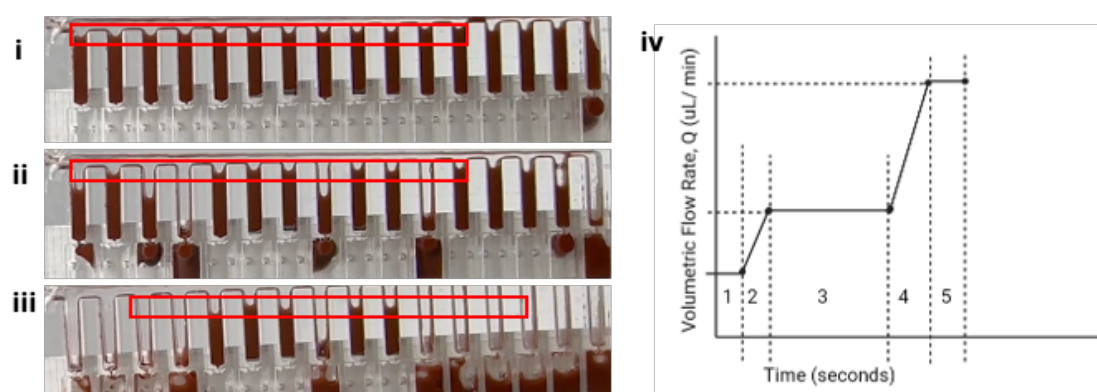 i
ii
iii
iv
Volumetric Flow Rate, Q (uL/ min)
1 2 3 4 5
Time (seconds)